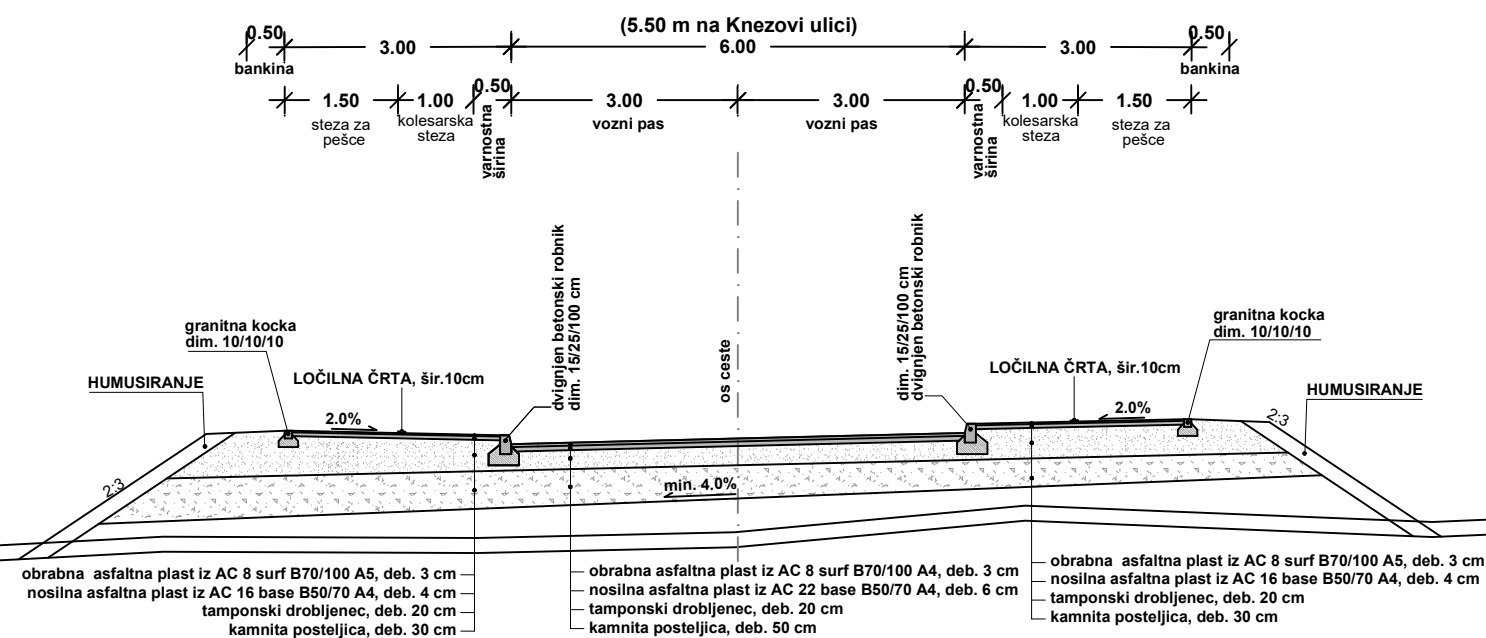 (5.50 m na Knezovi ulici)
0.50
3.00
6.00
3.00
0.50
bankina
bankina
1.50
1.00
0.50
3.00
3.00
0.50
1.00
1.50
steza za
pešce
kolesarska
steza
varnostna
širina
vozni pas
vozni pas
varnostna
širina
kolesarska
steza
steza za
pešce
dvignjen betonski robnik
dim. 15/25/100 cm
os ceste
dim. 15/25/100 cm
dvignjen betonski robnik
granitna kocka
dim. 10/10/10
granitna kocka
dim. 10/10/10
HUMUSIRANJE
LOČILNA ČRTA, šir.10cm
LOČILNA ČRTA, šir.10cm
HUMUSIRANJE
2.0%
2.0%
2:3
2:3
min. 4.0%
obrabna asfaltna plast iz AC 8 surf B70/100 A5, deb. 3 cm
nosilna asfaltna plast iz AC 16 base B50/70 A4, deb. 4 cm
tamponski drobljenec, deb. 20 cm
kamnita posteljica, deb. 30 cm
obrabna asfaltna plast iz AC 8 surf B70/100 A4, deb. 3 cm
nosilna asfaltna plast iz AC 22 base B50/70 A4, deb. 6 cm
tamponski drobljenec, deb. 20 cm
kamnita posteljica, deb. 50 cm
obrabna asfaltna plast iz AC 8 surf B70/100 A5, deb. 3 cm
nosilna asfaltna plast iz AC 16 base B50/70 A4, deb. 4 cm
tamponski drobljenec, deb. 20 cm
kamnita posteljica, deb. 30 cm